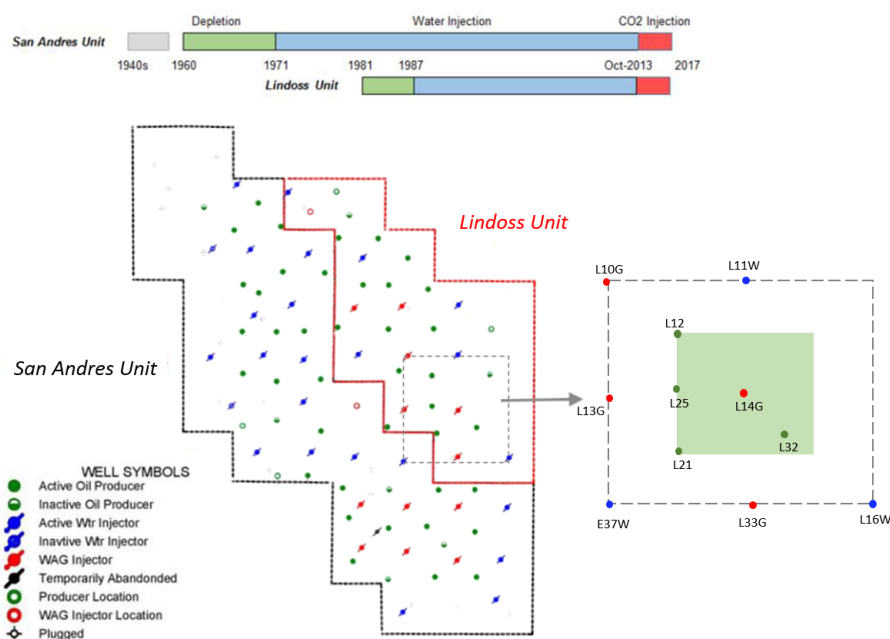 Depletion Water Injection CO2 Injection
San Andres Unit
1940s 1960 1971 1981 1987 Oct-2013 2017
Lindoss Unit
Lindoss Unit
San Andres Unit
L10G L11W
L12
L13G L25 L14G
L32
L21
E37W L33G L16W
WELL SYMBOLS
Active Oil Producer
Inactive Oil Producer
Active Wtr Injector
Inavtive Wtr Injector
WAG Injector
Temporarily Abandonded
Producer Location
WAG Injector Location
Plugged